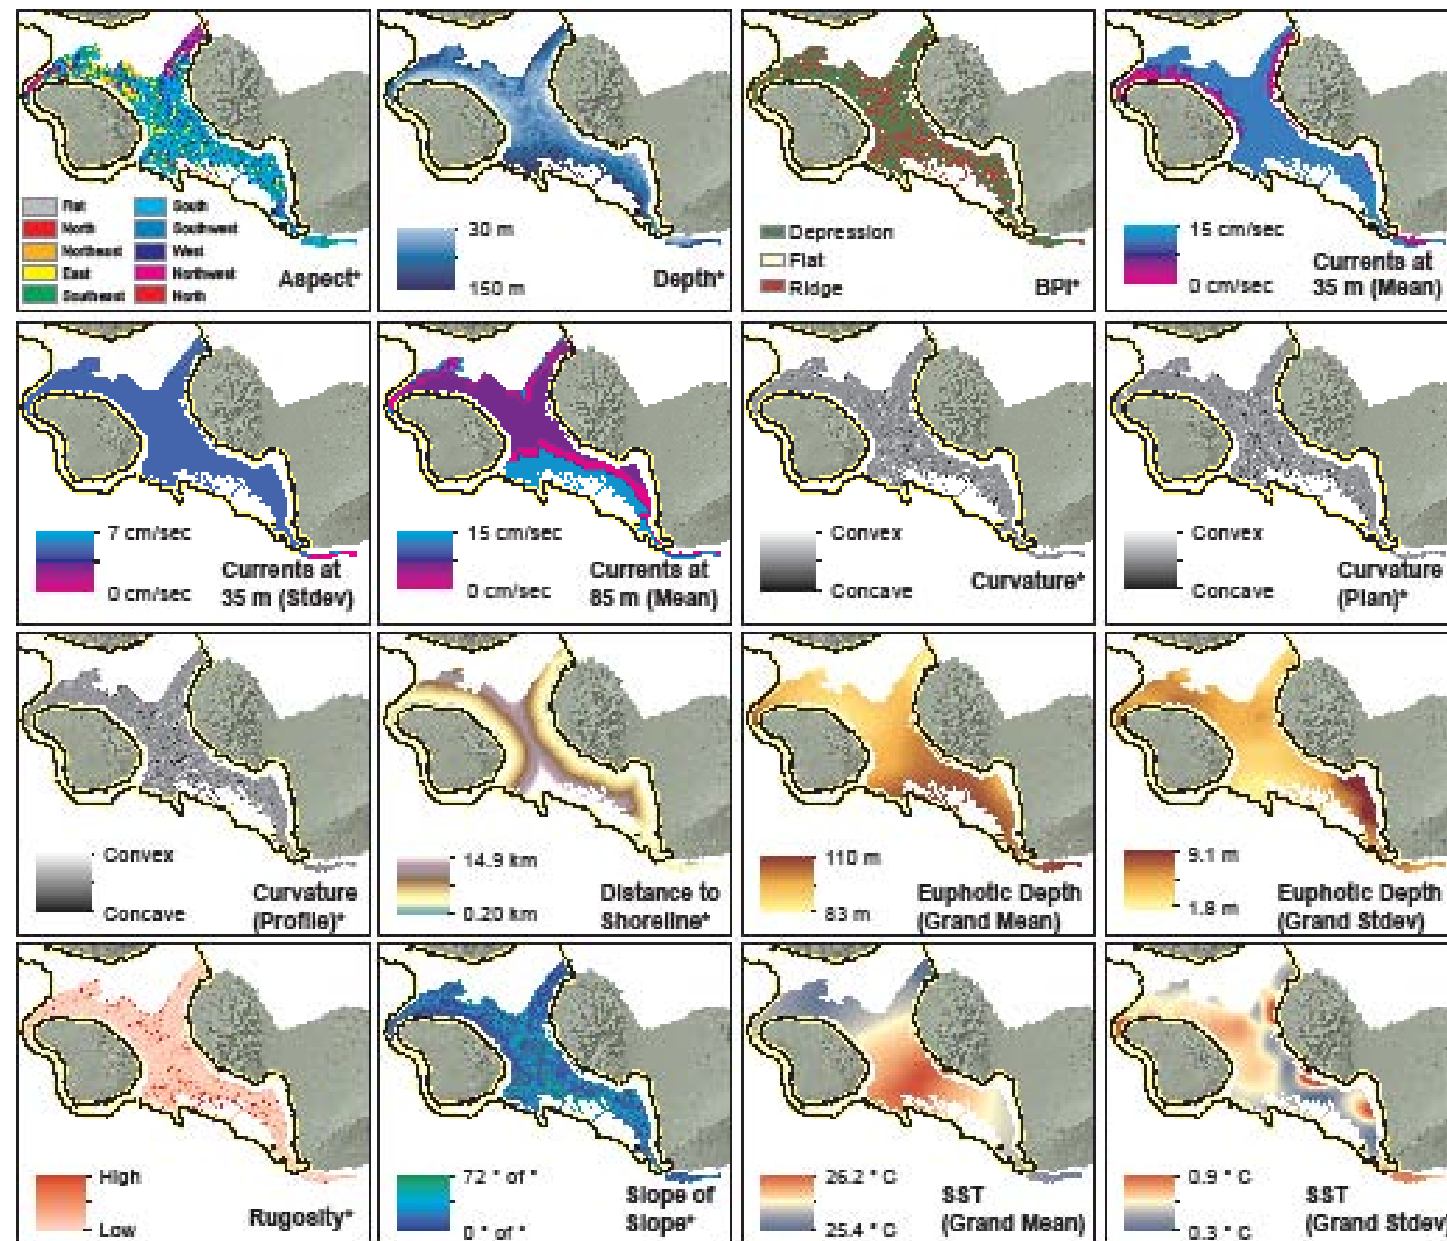 Flat South
North Southwest
Northeast West
East Northwest
Southeast North
Aspect*
30 m
150 m
Depth*
Depression
Flat
Ridge
BPI*
15 cm/sec
0 cm/sec
Currents at
35 m (Mean)
7 cm/sec
0 cm/sec
Currents at
35 m (Stdev)
15 cm/sec
0 cm/sec
Currents at
85 m (Mean)
Convex
Concave
Curvature*
Convex
Concave
Curvature
(Plan)*
Convex
Concave
Curvature
(Profile)*
14.9 km
0.20 km
Distance to
Shoreline*
110 m
83 m
Euphotic Depth
(Grand Mean)
9.1 m
1.8 m
Euphotic Depth
(Grand Stdev)
High
Low
Rugosity*
72 ° of °
0 ° of °
Slope of
Slope*
26.2 ° C
25.4 ° C
SST
(Grand Mean)
0.9 ° C
0.3 ° C
SST
(Grand Stdev)